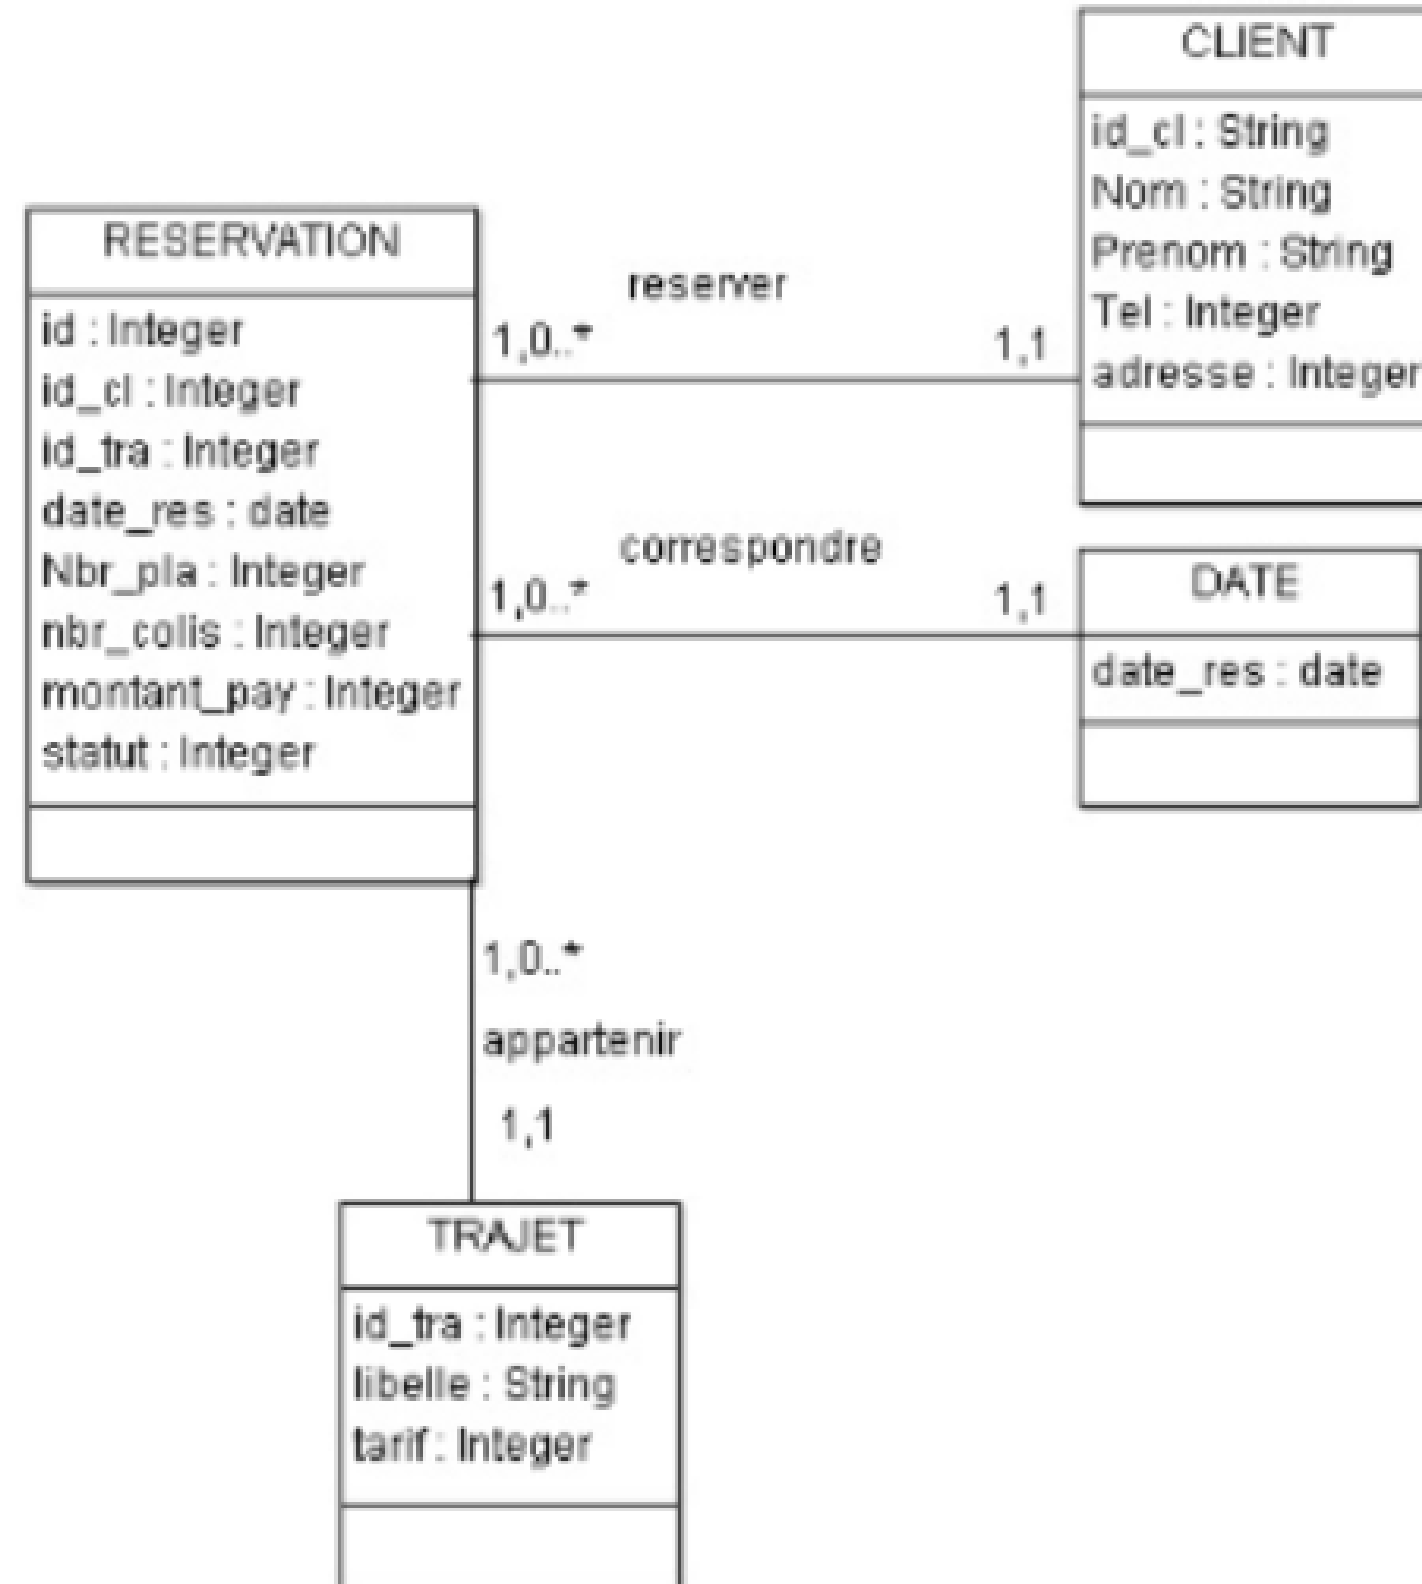 CLIENT
id_cl : String
Nom : String
Prenom : String
Tel : Integer
adresse : Integer
RESERVATION
id : Integer
id_cl : Integer
id_tra : Integer
date_res : date
Nbr_pla : Integer
nbr_colis : Integer
montant_pay : Integer
statut : Integer
reserver
1,0..*
1,1
correspondre
1,0..*
1,1
DATE
date_res : date
1,0..*
appartenir
1,1
TRAJET
id_tra : Integer
libelle : String
tarif : Integer